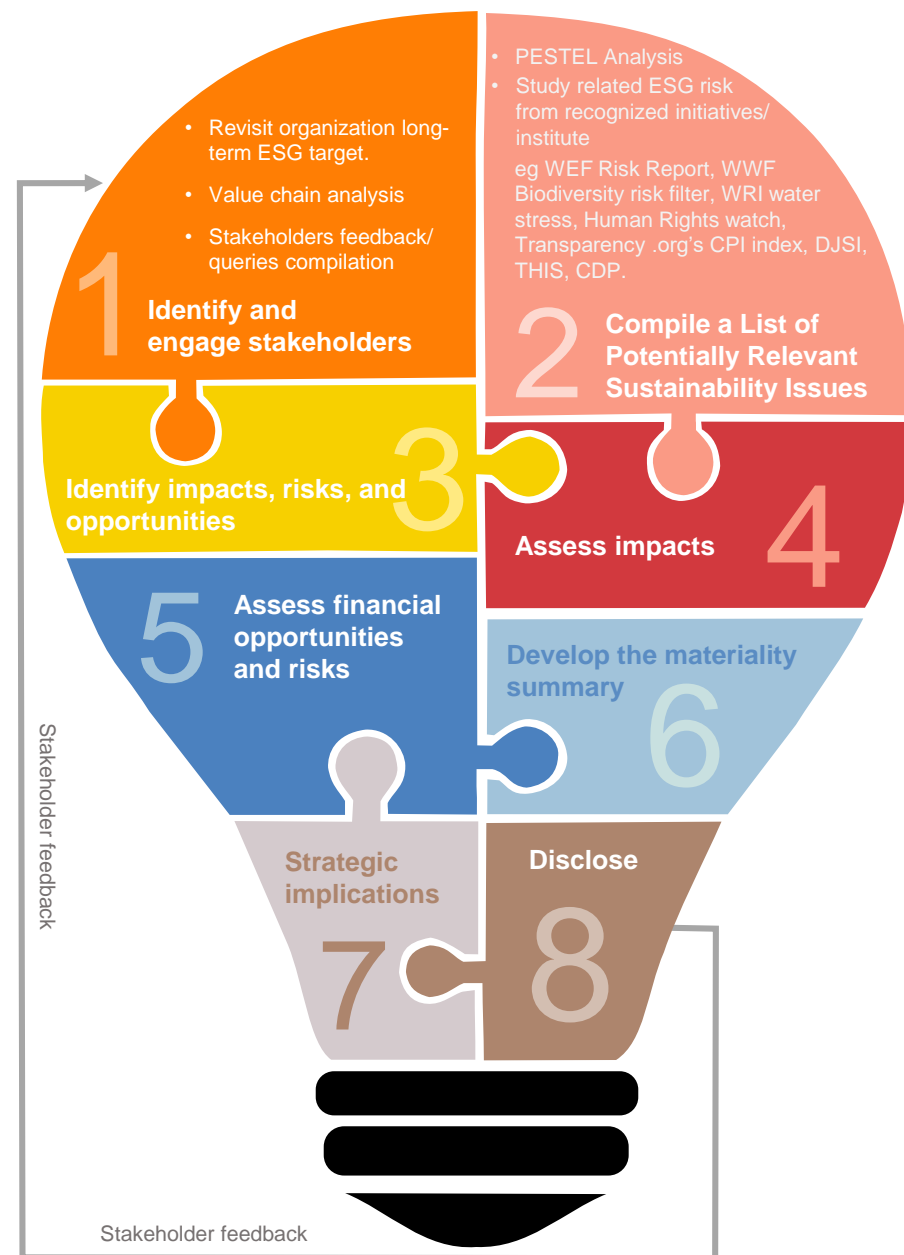 • Revisit organization long-
term ESG target.
• Value chain analysis
• Stakeholders feedback/
queries compilation
1
Identify and
engage stakeholders
• PESTEL Analysis
• Study related ESG risk
from recognized initiatives/
institute
eg WEF Risk Report, WWF
Biodiversity risk filter, WRI water
stress, Human Rights watch,
Transparency .org's CPI index, DJSI,
THIS, CDP.
2
Compile a List of
Potentially Relevant
Sustainability Issues
3
Identify impacts, risks, and
opportunities
Assess impacts
4
5
Assess financial
opportunities
and risks
Develop the materiality
summary
6
Strategic
implications
7
Disclose
8
Stakeholder feedback
Stakeholder feedback